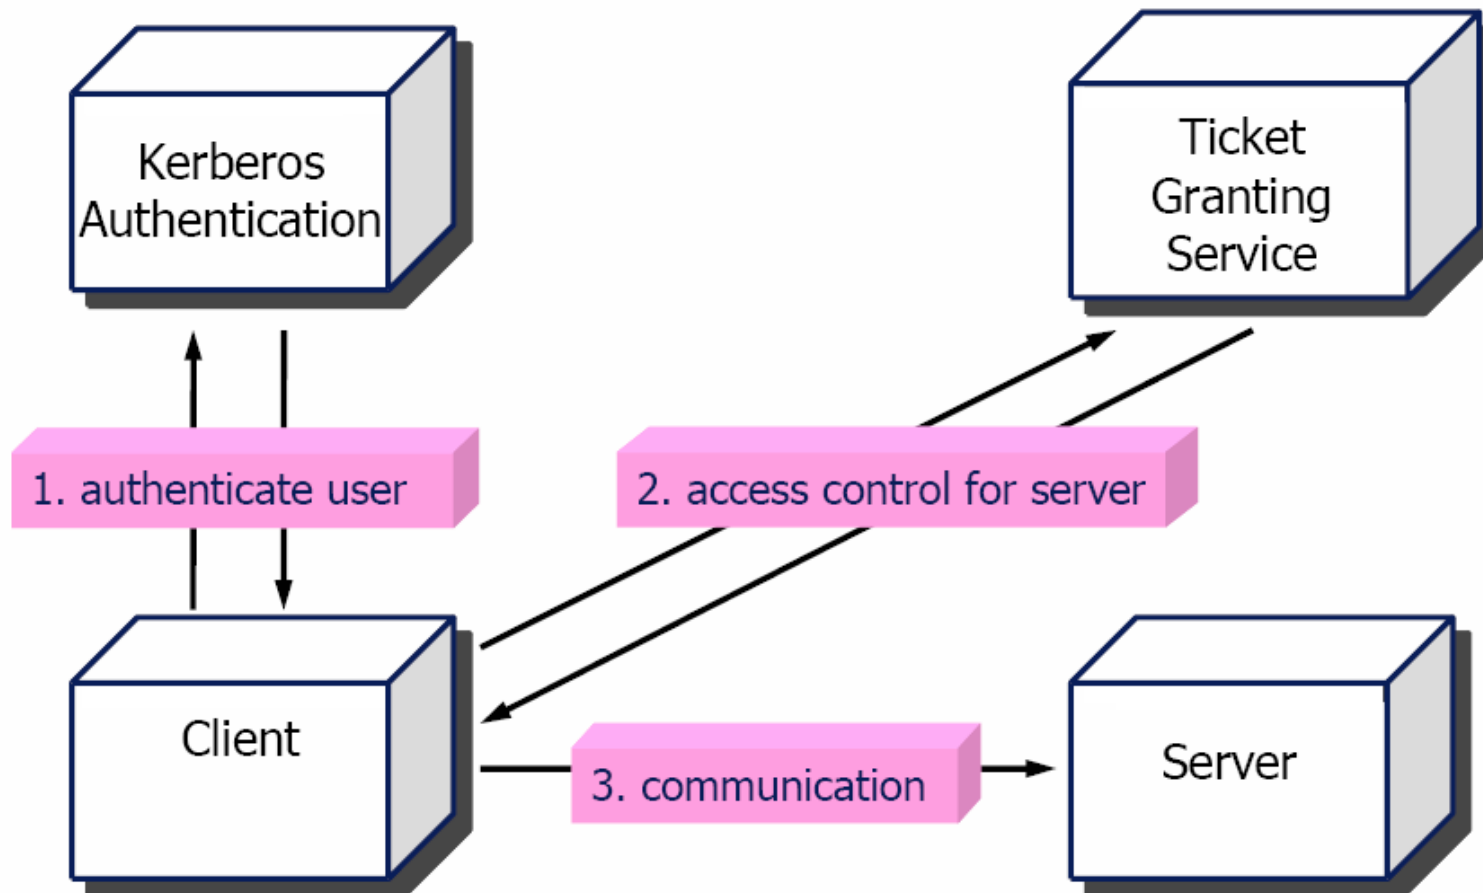 Kerberos
Authentication
Ticket
Granting
Service
1. authenticate user
2. access control for server
Client
3. communication
Server